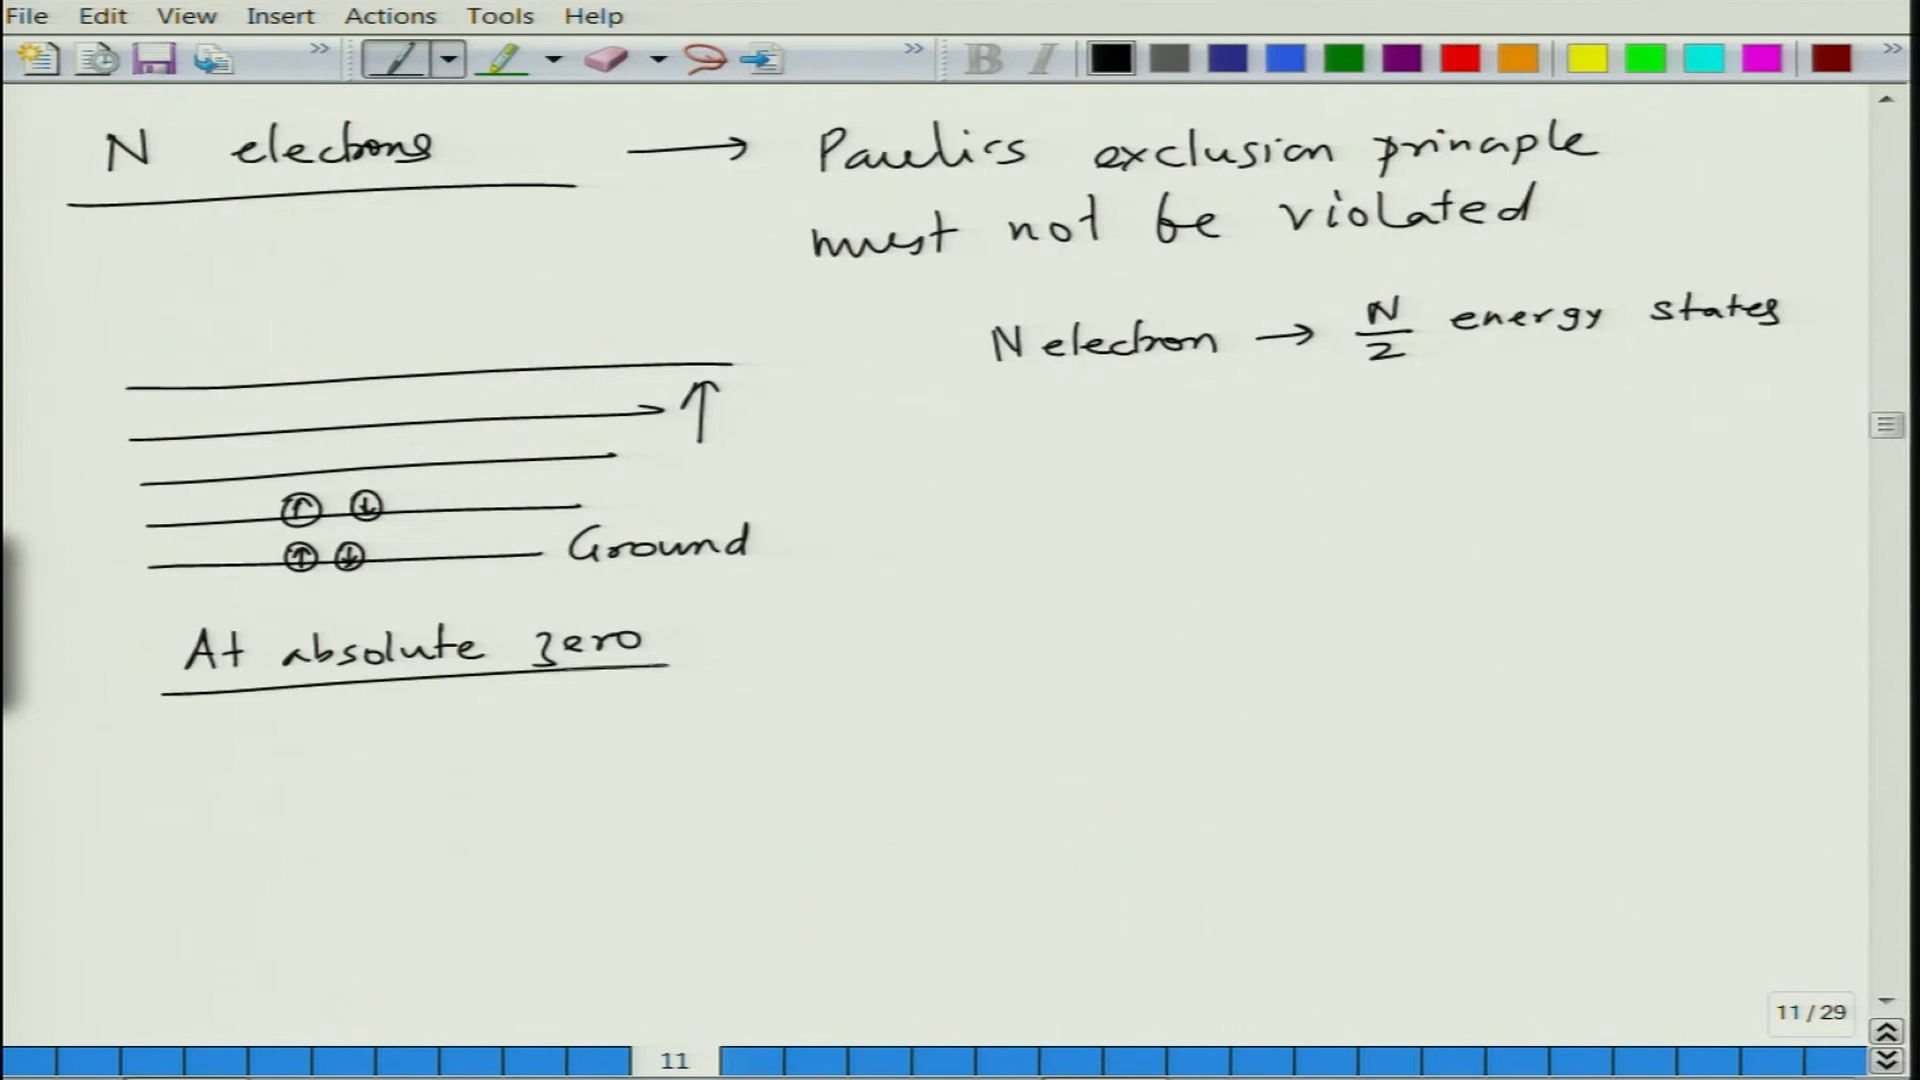 File Edit View Insert Actions Tools Help
B I
N electrons → Paulies exclusion principle
must not be violated
N electron → N/2 energy states
↑
↑ ↓
↑ ↓ Ground
At absolute zero
11 / 29
11